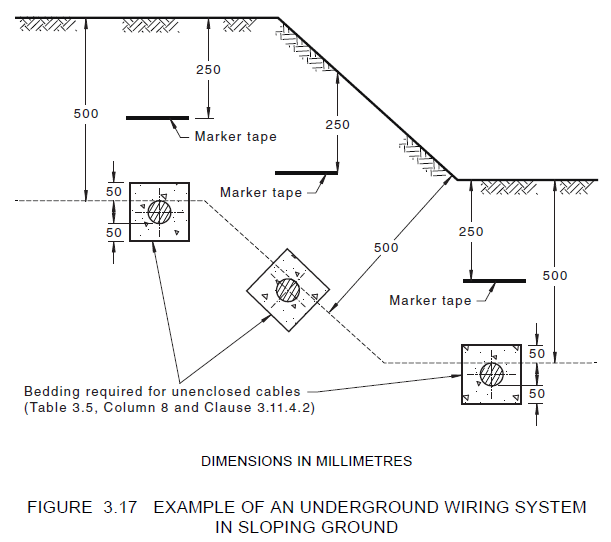 500
250
Marker tape
250
50
50
Marker tape
500
250
500
Marker tape
50
50
Bedding required for unenclosed cables
(Table 3.5, Column 8 and Clause 3.11.4.2)
DIMENSIONS IN MILLIMETRES
FIGURE 3.17 EXAMPLE OF AN UNDERGROUND WIRING SYSTEM
IN SLOPING GROUND